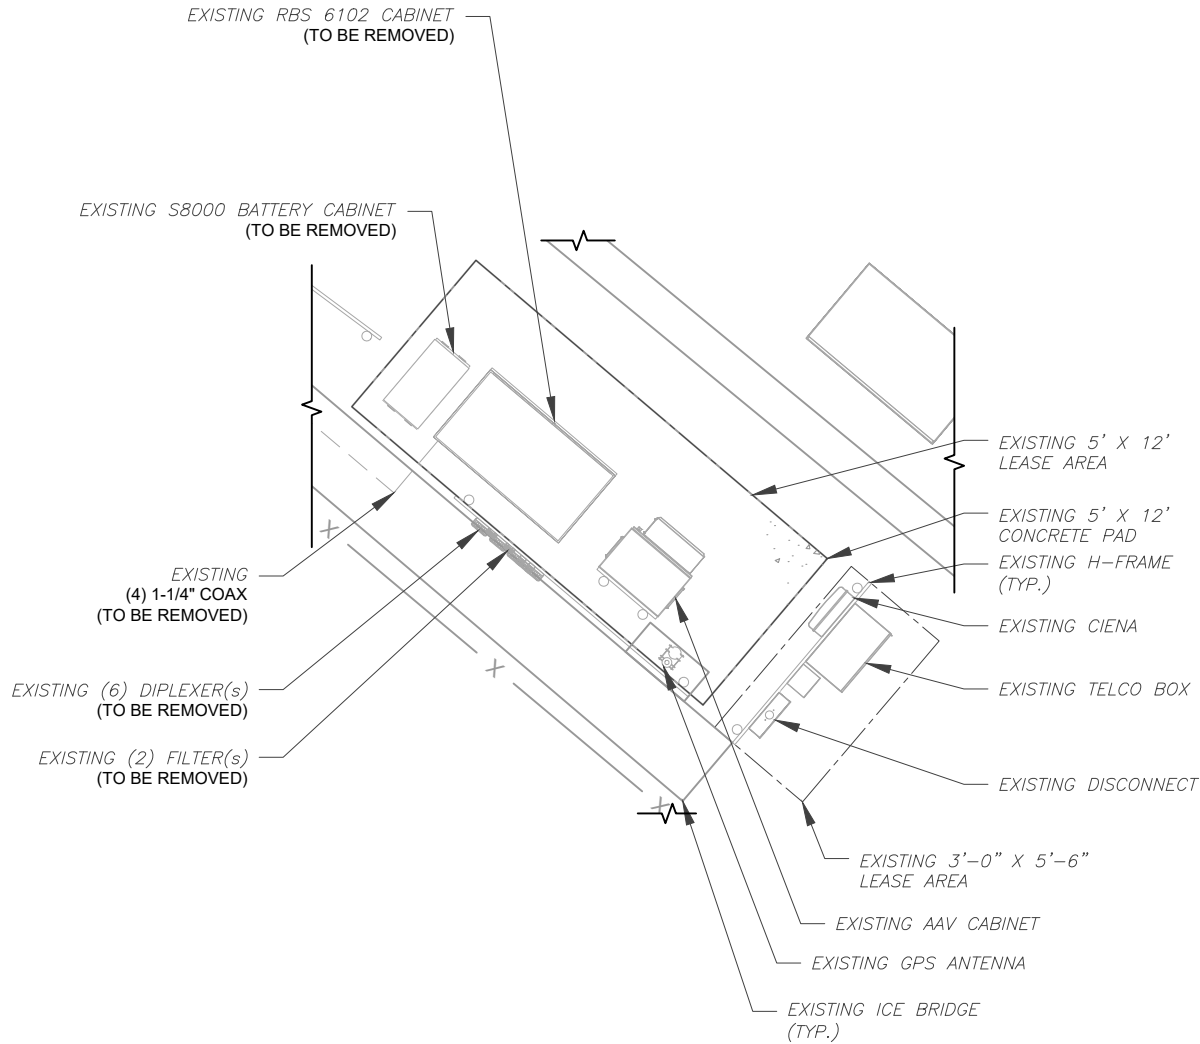 EXISTING RBS 6102 CABINET
(TO BE REMOVED)
EXISTING S8000 BATTERY CABINET
(TO BE REMOVED)
EXISTING 5' X 12'
LEASE AREA
EXISTING 5' X 12'
CONCRETE PAD
EXISTING H-FRAME
(TYP.)
EXISTING
(4) 1-1/4" COAX
(TO BE REMOVED)
EXISTING CIENA
EXISTING (6) DIPLEXER(s)
(TO BE REMOVED)
EXISTING TELCO BOX
EXISTING (2) FILTER(s)
(TO BE REMOVED)
EXISTING DISCONNECT
EXISTING 3'-0" X 5'-6"
LEASE AREA
EXISTING AAV CABINET
EXISTING GPS ANTENNA
EXISTING ICE BRIDGE
(TYP.)
X
X
X